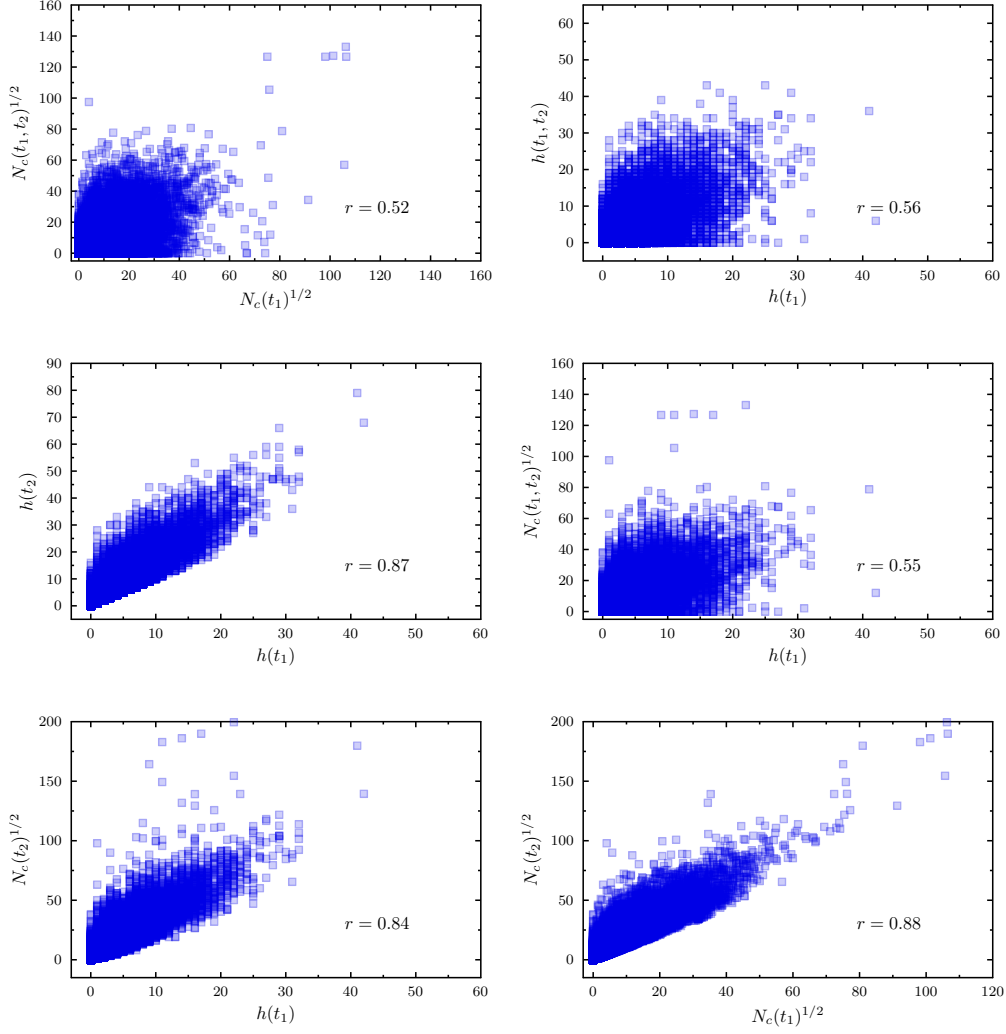 160
140
120
100
80
60
40
20
0
N_c(t_1, t_2)^{1/2}
r = 0.52
0 20 40 60 80 100 120 140 160
N_c(t_1)^{1/2}
60
50
40
30
20
10
0
h(t_1, t_2)
r = 0.56
0 10 20 30 40 50 60
h(t_1)
90
80
70
60
50
40
30
20
10
0
h(t_2)
r = 0.87
0 10 20 30 40 50 60
h(t_1)
160
140
120
100
80
60
40
20
0
N_c(t_1, t_2)^{1/2}
r = 0.55
0 10 20 30 40 50 60
h(t_1)
200
150
100
50
0
N_c(t_2)^{1/2}
r = 0.84
0 10 20 30 40 50 60
h(t_1)
200
150
100
50
0
N_c(t_2)^{1/2}
r = 0.88
0 20 40 60 80 100 120
N_c(t_1)^{1/2}